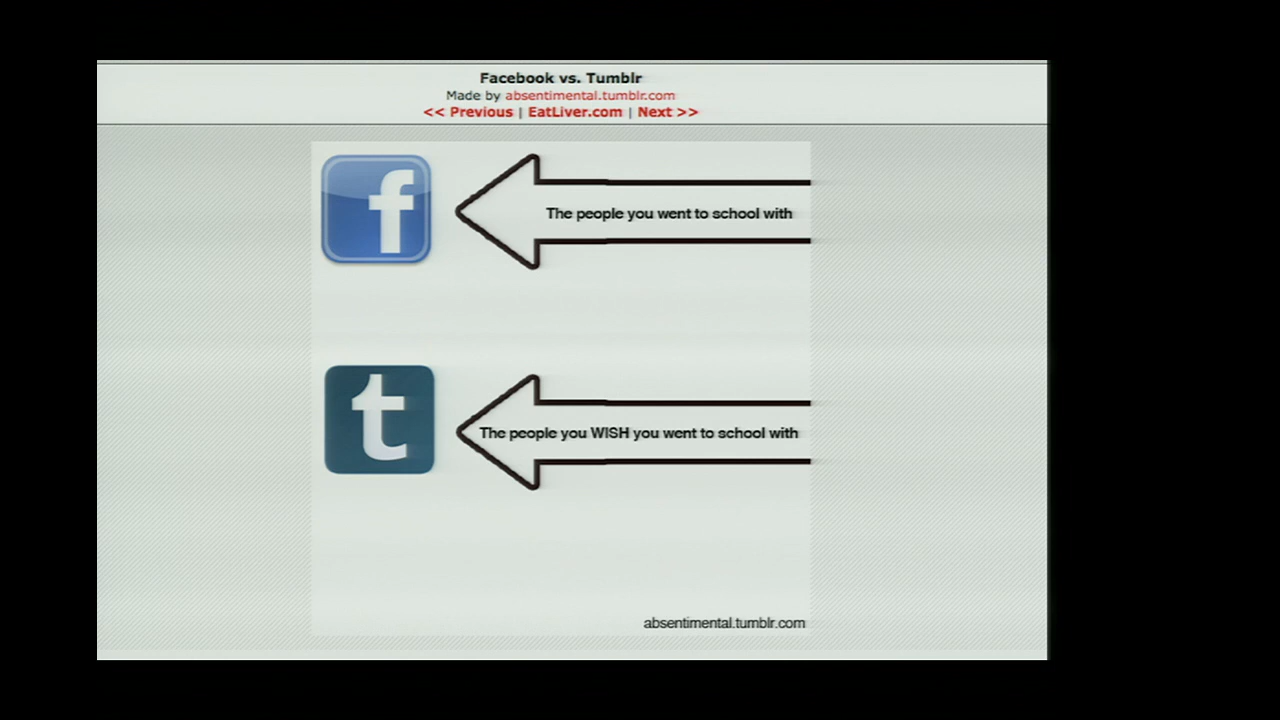 Facebook vs. Tumblr
Made by absentimental.tumblr.com
<< Previous | EatLiver.com | Next >>
f
The people you went to school with
t
The people you WISH you went to school with
absentimental.tumblr.com